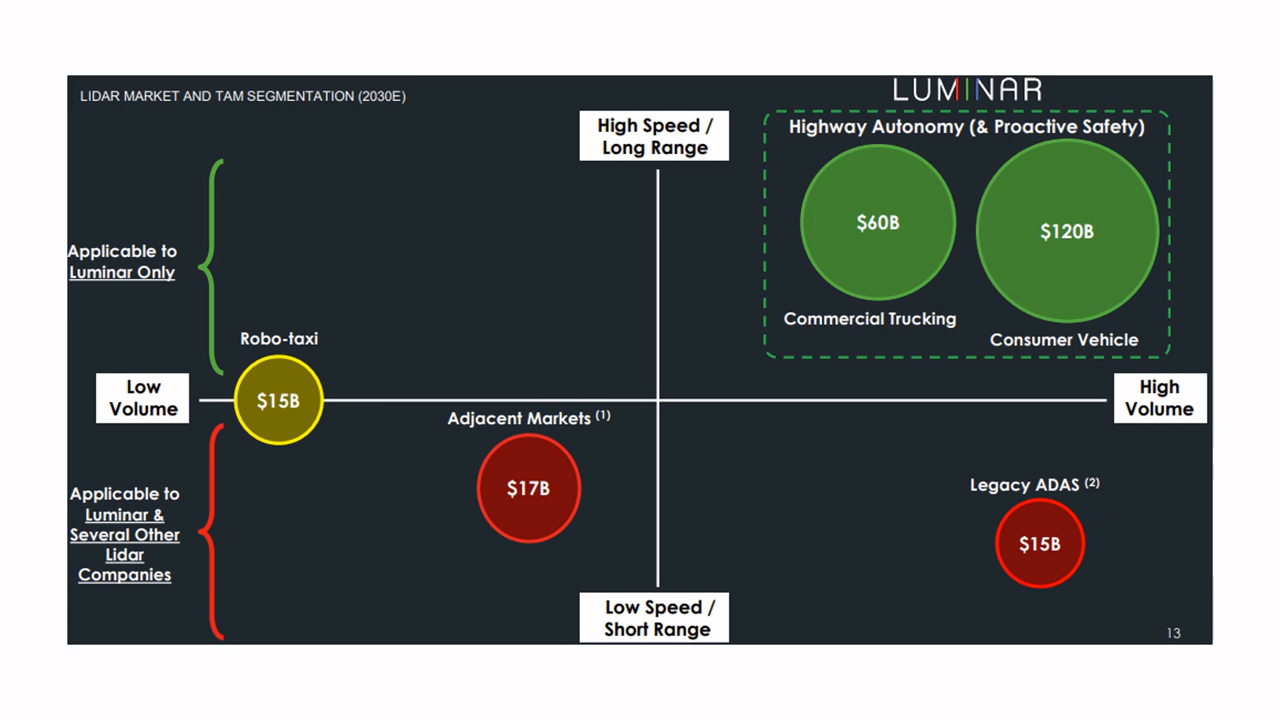 LIDAR MARKET AND TAM SEGMENTATION (2030E)
LUMINAR
High Speed /
Long Range
Highway Autonomy (& Proactive Safety)
$60B
$120B
Commercial Trucking
Consumer Vehicle
Applicable to
Luminar Only
Robo-taxi
$15B
Low
Volume
High
Volume
Adjacent Markets (1)
$17B
Legacy ADAS (2)
$15B
Applicable to
Luminar &
Several Other
Lidar
Companies
Low Speed /
Short Range
13